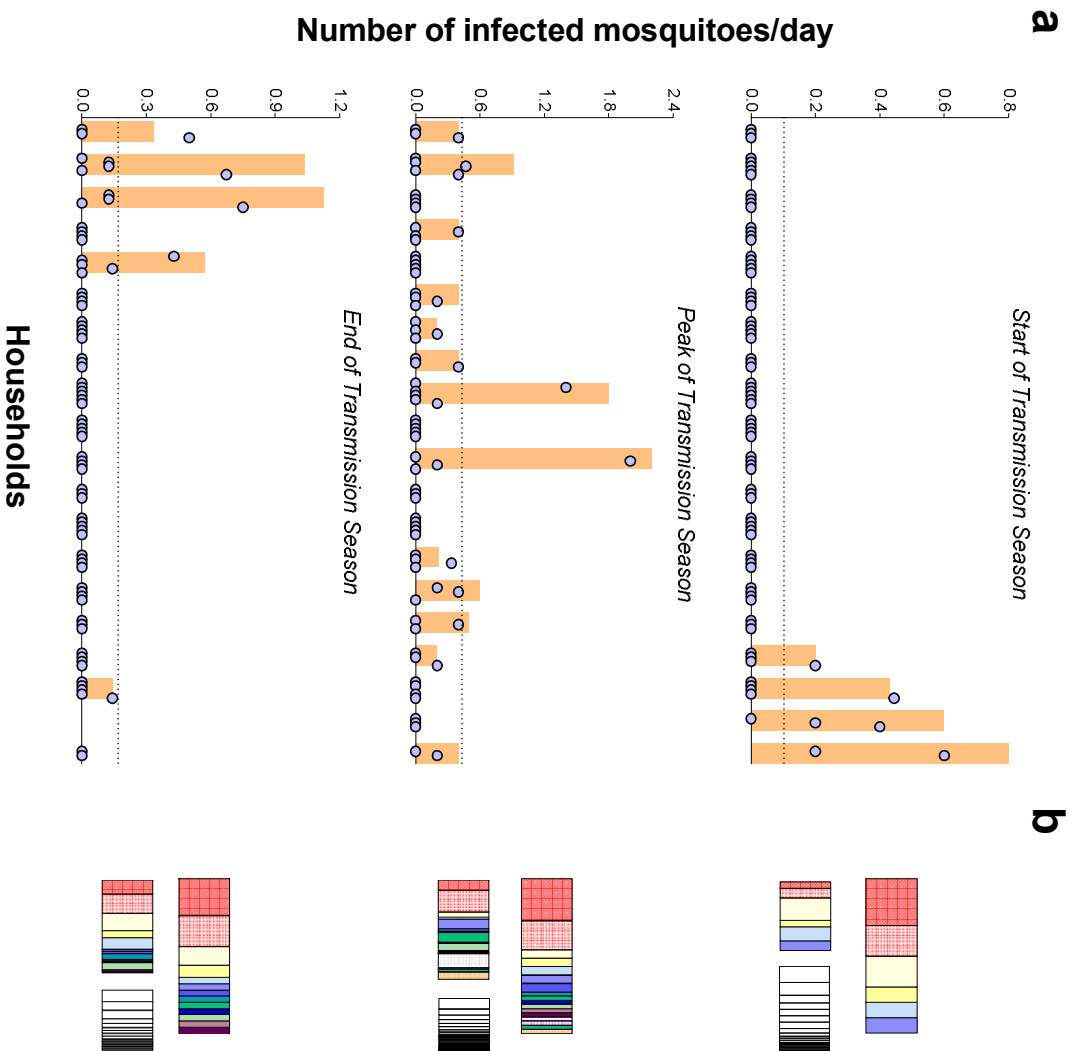 a
Number of infected mosquitoes/day
Start of Transmission Season
0.0
0.2
0.4
0.6
0.8
Peak of Transmission Season
0.0
0.6
1.2
1.8
2.4
End of Transmission Season
0.0
0.3
0.6
0.9
1.2
Households
b